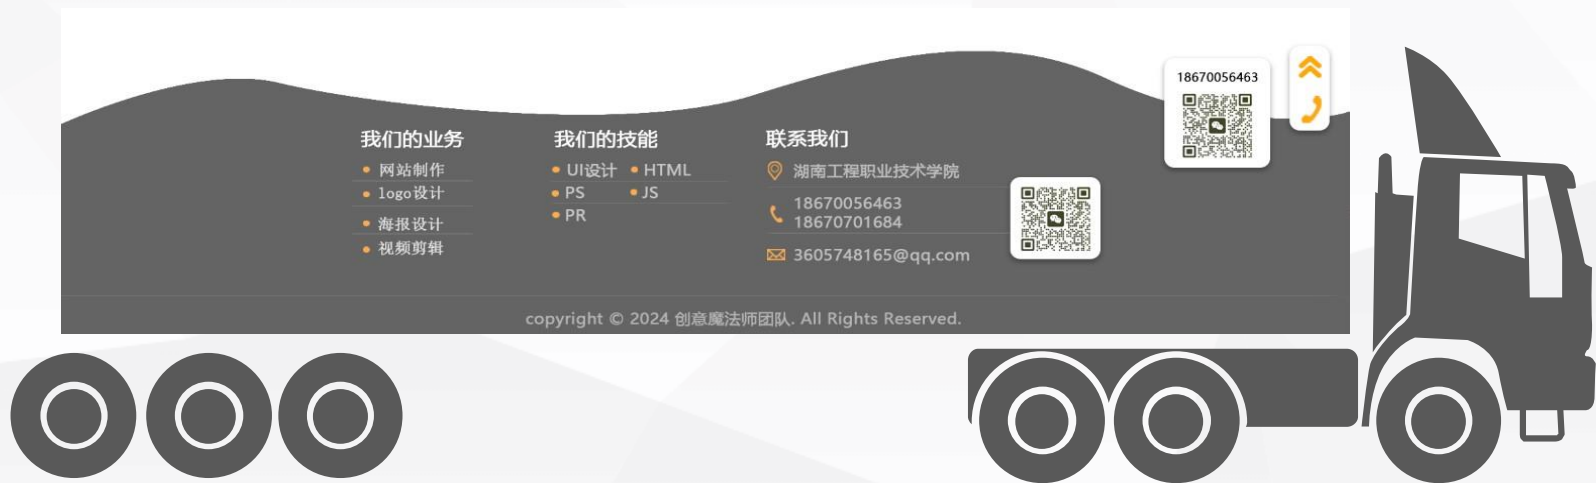 18670056463
我们的业务
网站制作
logo设计
海报设计
视频剪辑
我们的技能
UI设计 HTML
PS JS
PR
联系我们
湖南工程职业技术学院
18670056463
18670701684
3605748165@qq.com
copyright © 2024 创意魔法师团队. All Rights Reserved.